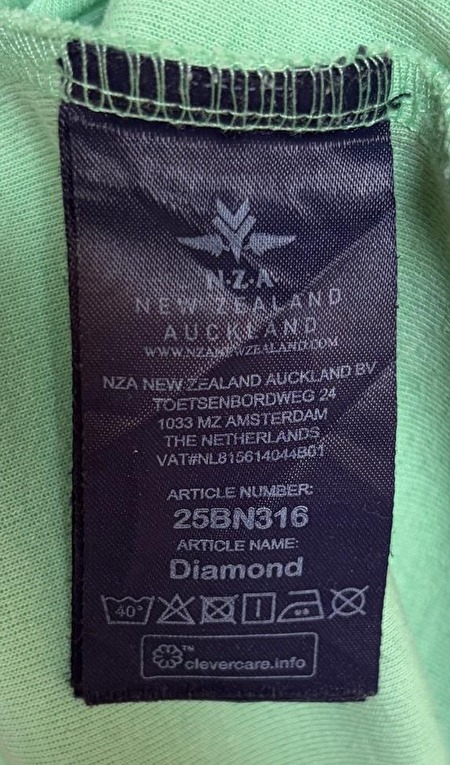 N·Z·A
NEW ZEALAND
AUCKLAND
WWW.NZANEWZEALAND.COM
NZA NEW ZEALAND AUCKLAND BV
TOETSENBORDWEG 24
1033 MZ AMSTERDAM
THE NETHERLANDS
VAT#NL815614044B01
ARTICLE NUMBER:
25BN316
ARTICLE NAME:
Diamond
40°
™
clevercare.info